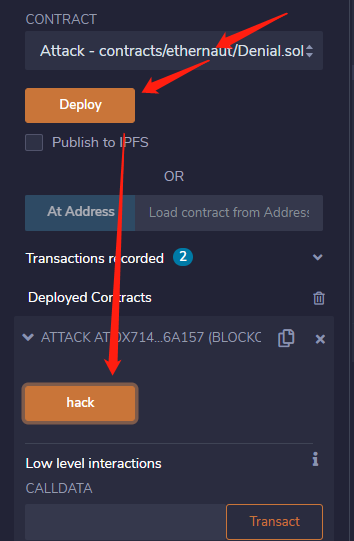 CONTRACT
Attack - contracts/ethernaut/Denial.sol
Deploy
Publish to IPFS
OR
At Address Load contract from Address
Transactions recorded 2
Deployed Contracts
ATTACK AT 0X714...6A157 (BLOCKC
hack
Low level interactions
CALLDATA
Transact